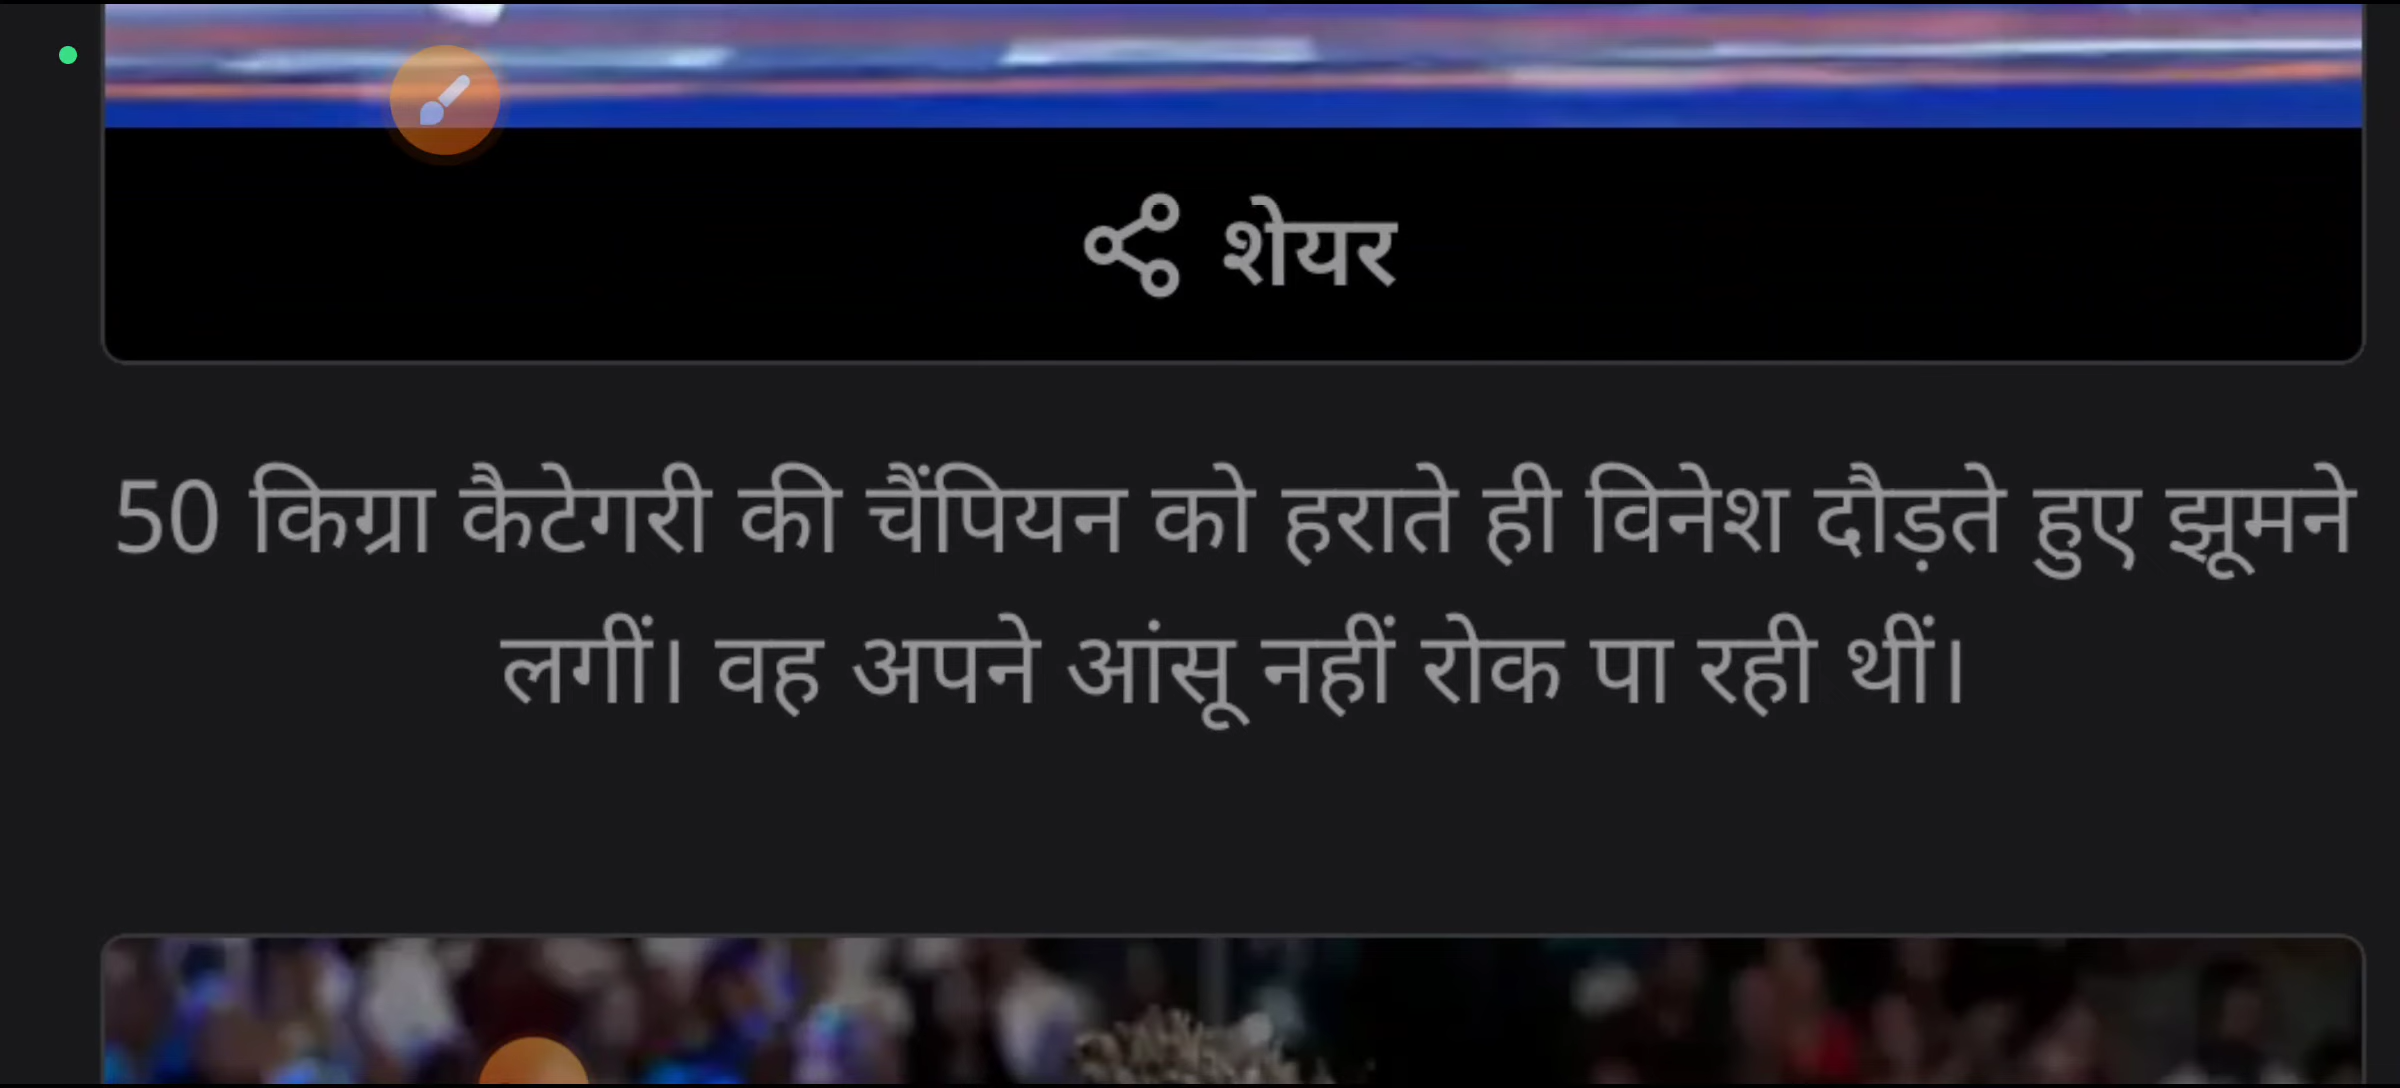 शेयर
50 किग्रा कैटेगरी की चैंपियन को हराते ही विनेश दौड़ते हुए झूमने
लगीं। वह अपने आंसू नहीं रोक पा रही थीं।